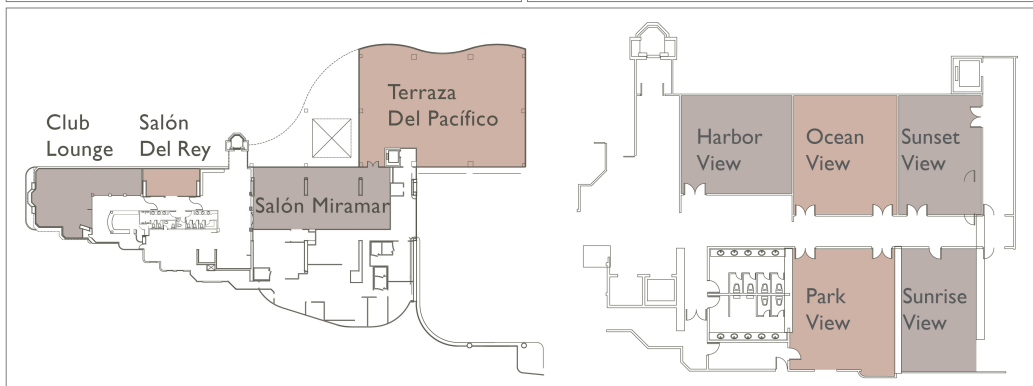 Terraza
Del Pacífico
Club
Lounge
Salón
Del Rey
Salón Miramar
Harbor
View
Ocean
View
Sunset
View
Park
View
Sunrise
View